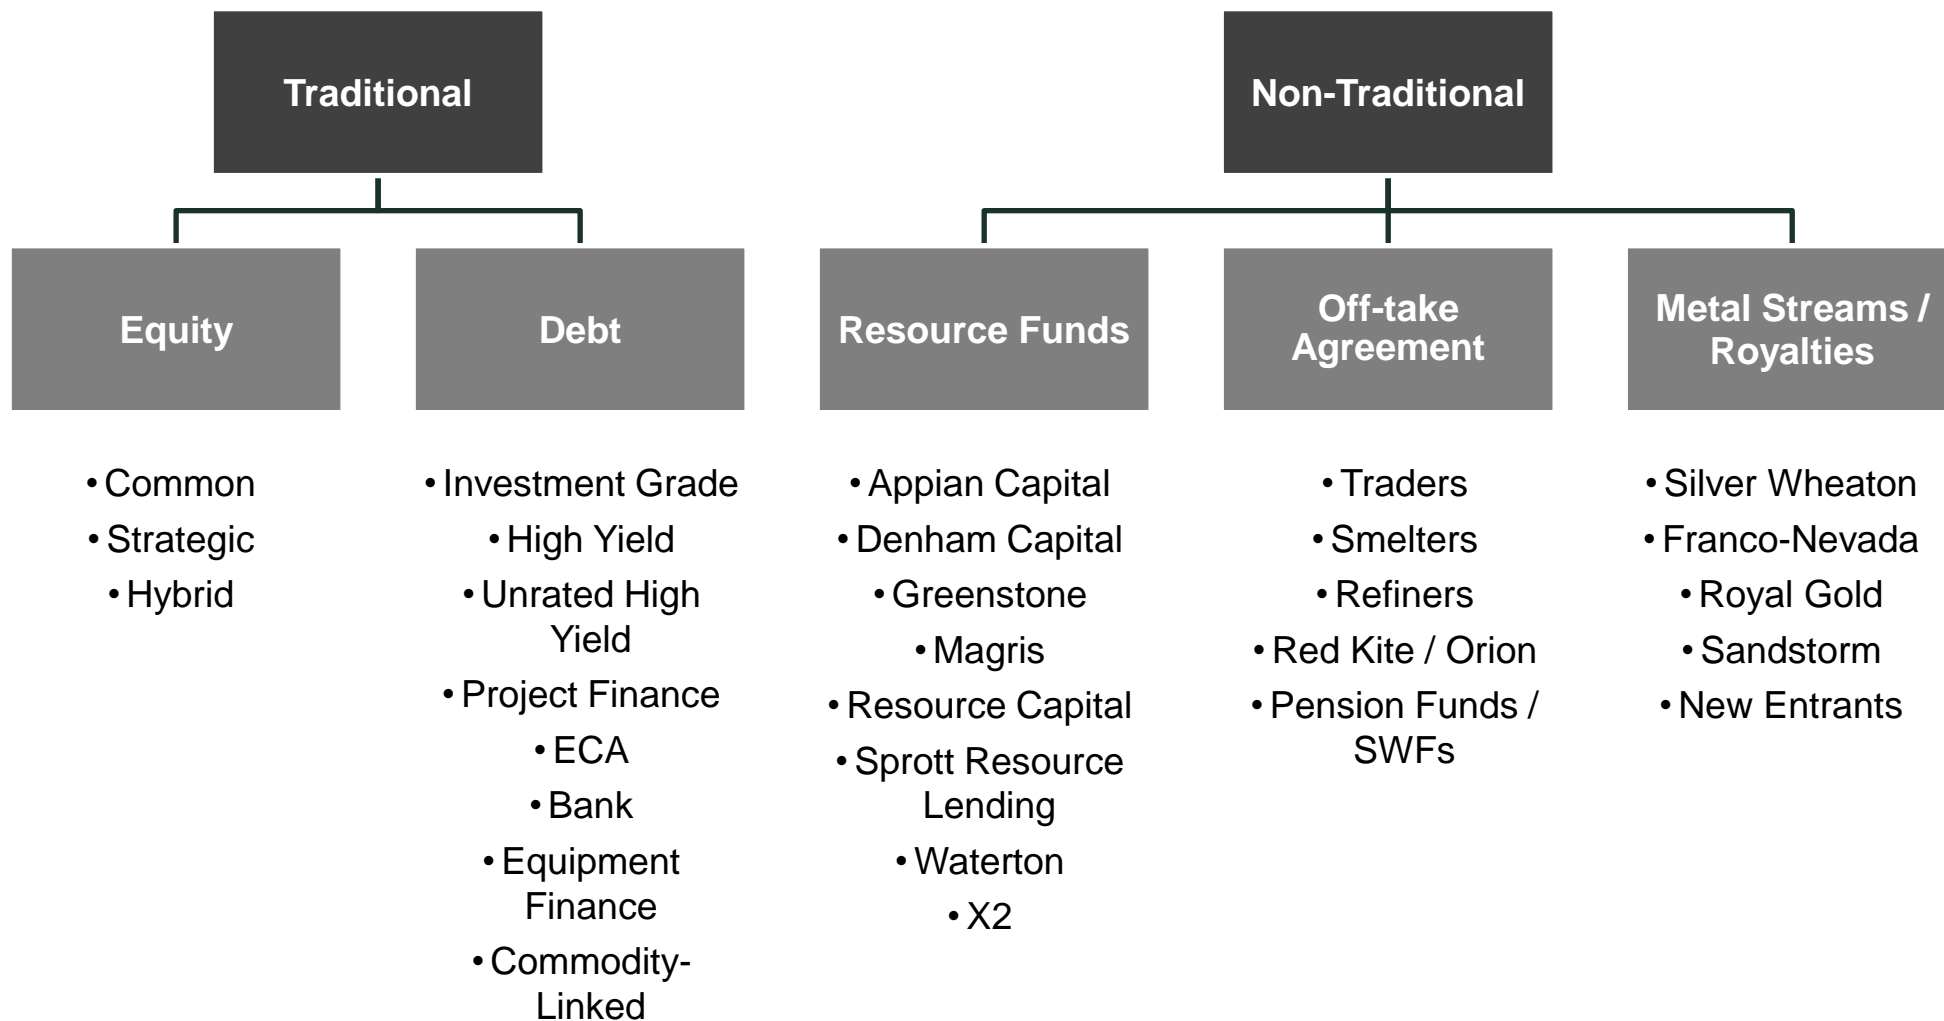 Traditional
Non-Traditional
Equity
Debt
Resource Funds
Off-take
Agreement
Metal Streams /
Royalties
• Common
• Strategic
• Hybrid
• Investment Grade
• High Yield
• Unrated High
Yield
• Project Finance
• ECA
• Bank
• Equipment
Finance
• Commodity-
Linked
• Appian Capital
• Denham Capital
• Greenstone
• Magris
• Resource Capital
• Sprott Resource
Lending
• Waterton
• X2
• Traders
• Smelters
• Refiners
• Red Kite / Orion
• Pension Funds /
SWFs
• Silver Wheaton
• Franco-Nevada
• Royal Gold
• Sandstorm
• New Entrants